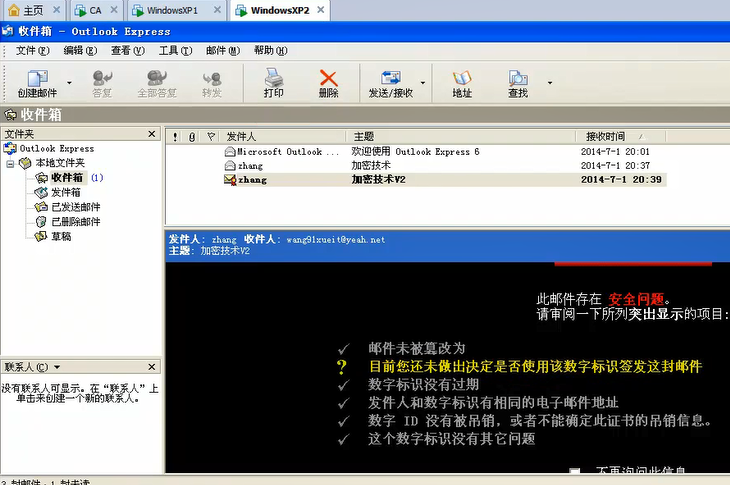 主页 CA WindowsXP1 WindowsXP2
收件箱 - Outlook Express
文件(F) 编辑(E) 查看(V) 工具(T) 邮件(M) 帮助(H)
创建邮件 答复 全部答复 转发 打印 删除 发送/接收 地址 查找
收件箱
文件夹
Outlook Express
本地文件夹
收件箱 (1)
发件箱
已发送邮件
已删除邮件
草稿
联系人(C)
没有联系人可显示。在“联系人”上
单击来创建一个新的联系人。
! 发件人 主题 接收时间
Microsoft Outlook ... 欢迎使用 Outlook Express 6 2014-7-1 20:01
zhang 加密技术 2014-7-1 20:37
zhang 加密技术V2 2014-7-1 20:39
发件人: zhang 收件人: wang91xueit@yeah.net
主题: 加密技术V2
此邮件存在 安全问题。
请审阅一下所列突出显示的项目:
邮件未被篡改为
? 目前您还未做出决定是否使用该数字标识签发这封邮件
数字标识没有过期
发件人和数字标识有相同的电子邮件地址
数字 ID 没有被吊销，或者不能确定此证书的吊销信息。
这个数字标识没有其它问题
不再询问此信息
3 封邮件，1 封未读